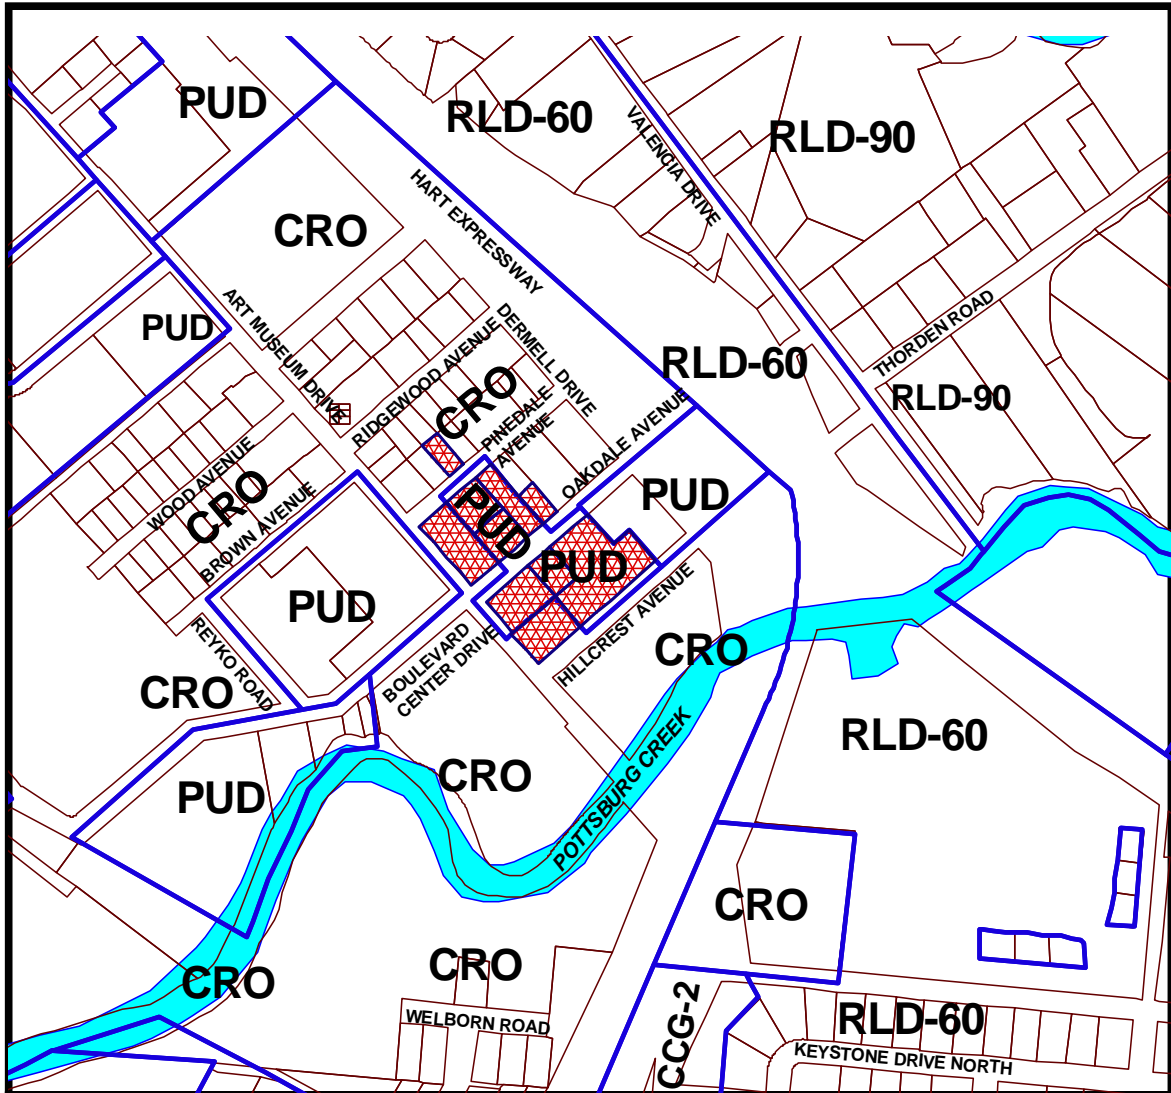 PUD
RLD-60
RLD-90
VALENCIA DRIVE
HART EXPRESSWAY
CRO
ART MUSEUM DRIVE
PUD
DERMELL DRIVE
THORDEN ROAD
RIDGEWOOD AVENUE
RLD-60
RLD-90
CRO
PINEDALE
AVENUE
OAKDALE AVENUE
WOOD AVENUE
CRO
BROWN AVENUE
PUD
PUD
PUD
PUD
HILLCREST AVENUE
BOULEVARD
CENTER DRIVE
REYKO ROAD
CRO
CRO
RLD-60
POTTSBURG CREEK
CRO
PUD
CRO
CRO
CRO
WELBORN ROAD
CCG-2
RLD-60
KEYSTONE DRIVE NORTH